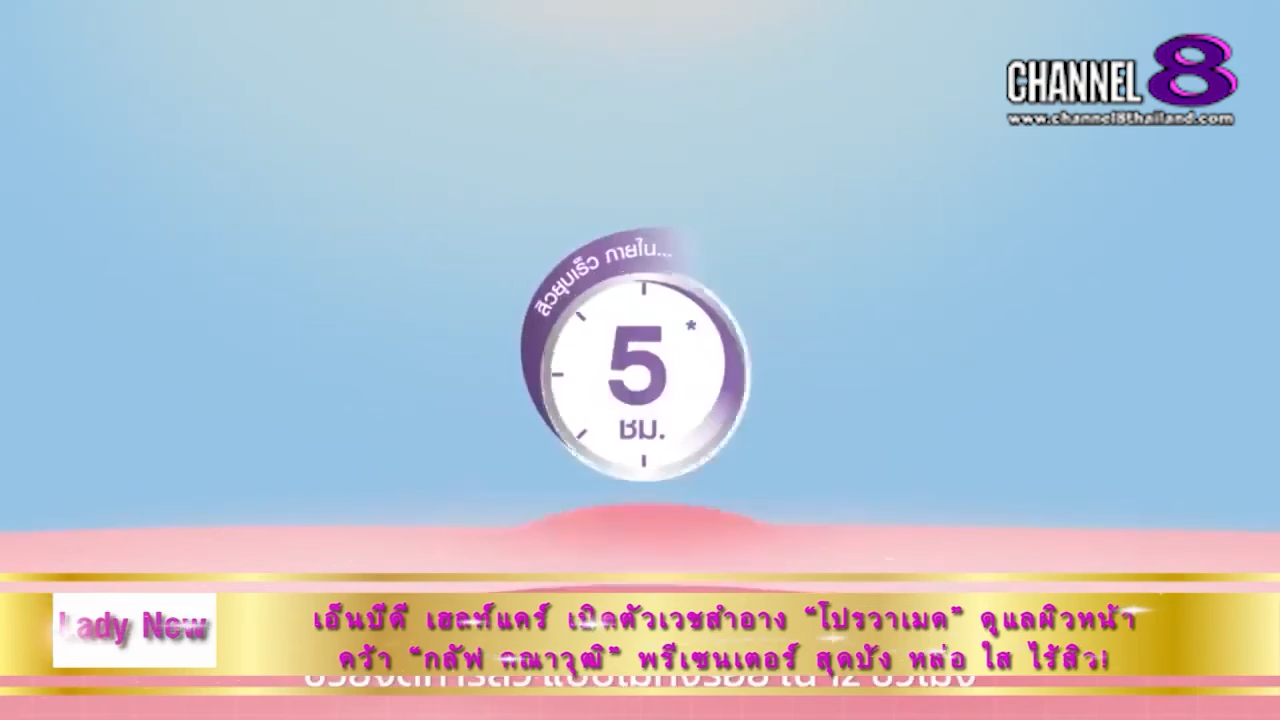 CHANNEL 8
www.channel8thailand.com
สิวยุบเร็ว ภายใน...
5*
ชม.
Lady New
เอ็นบีดี เฮลท์แคร์ เปิดตัวเวชสำอาง “โปรวาเมด” ดูแลผิวหน้า
คว้า “กลัฟ คณาวุฒิ” พรีเซนเตอร์ สุดปัง หล่อ ใส ไร้สิว!